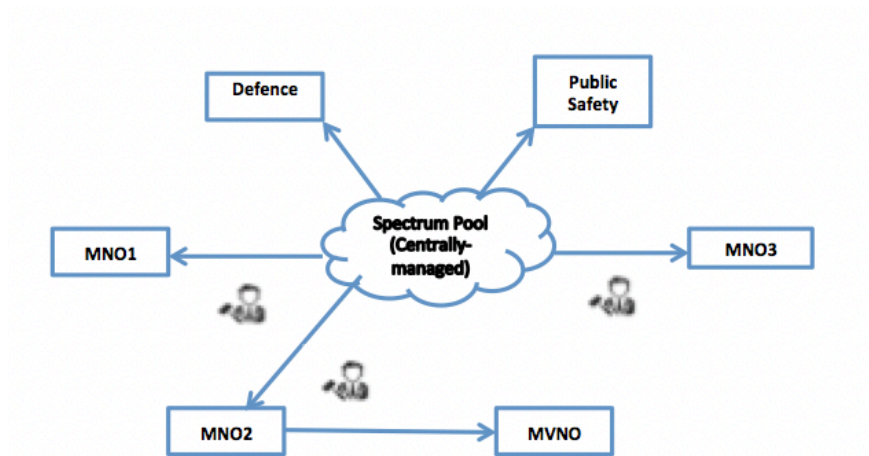 Defence
Public
Safety
Spectrum Pool
(Centrally-
managed)
MNO1
MNO3
MNO2
MVNO